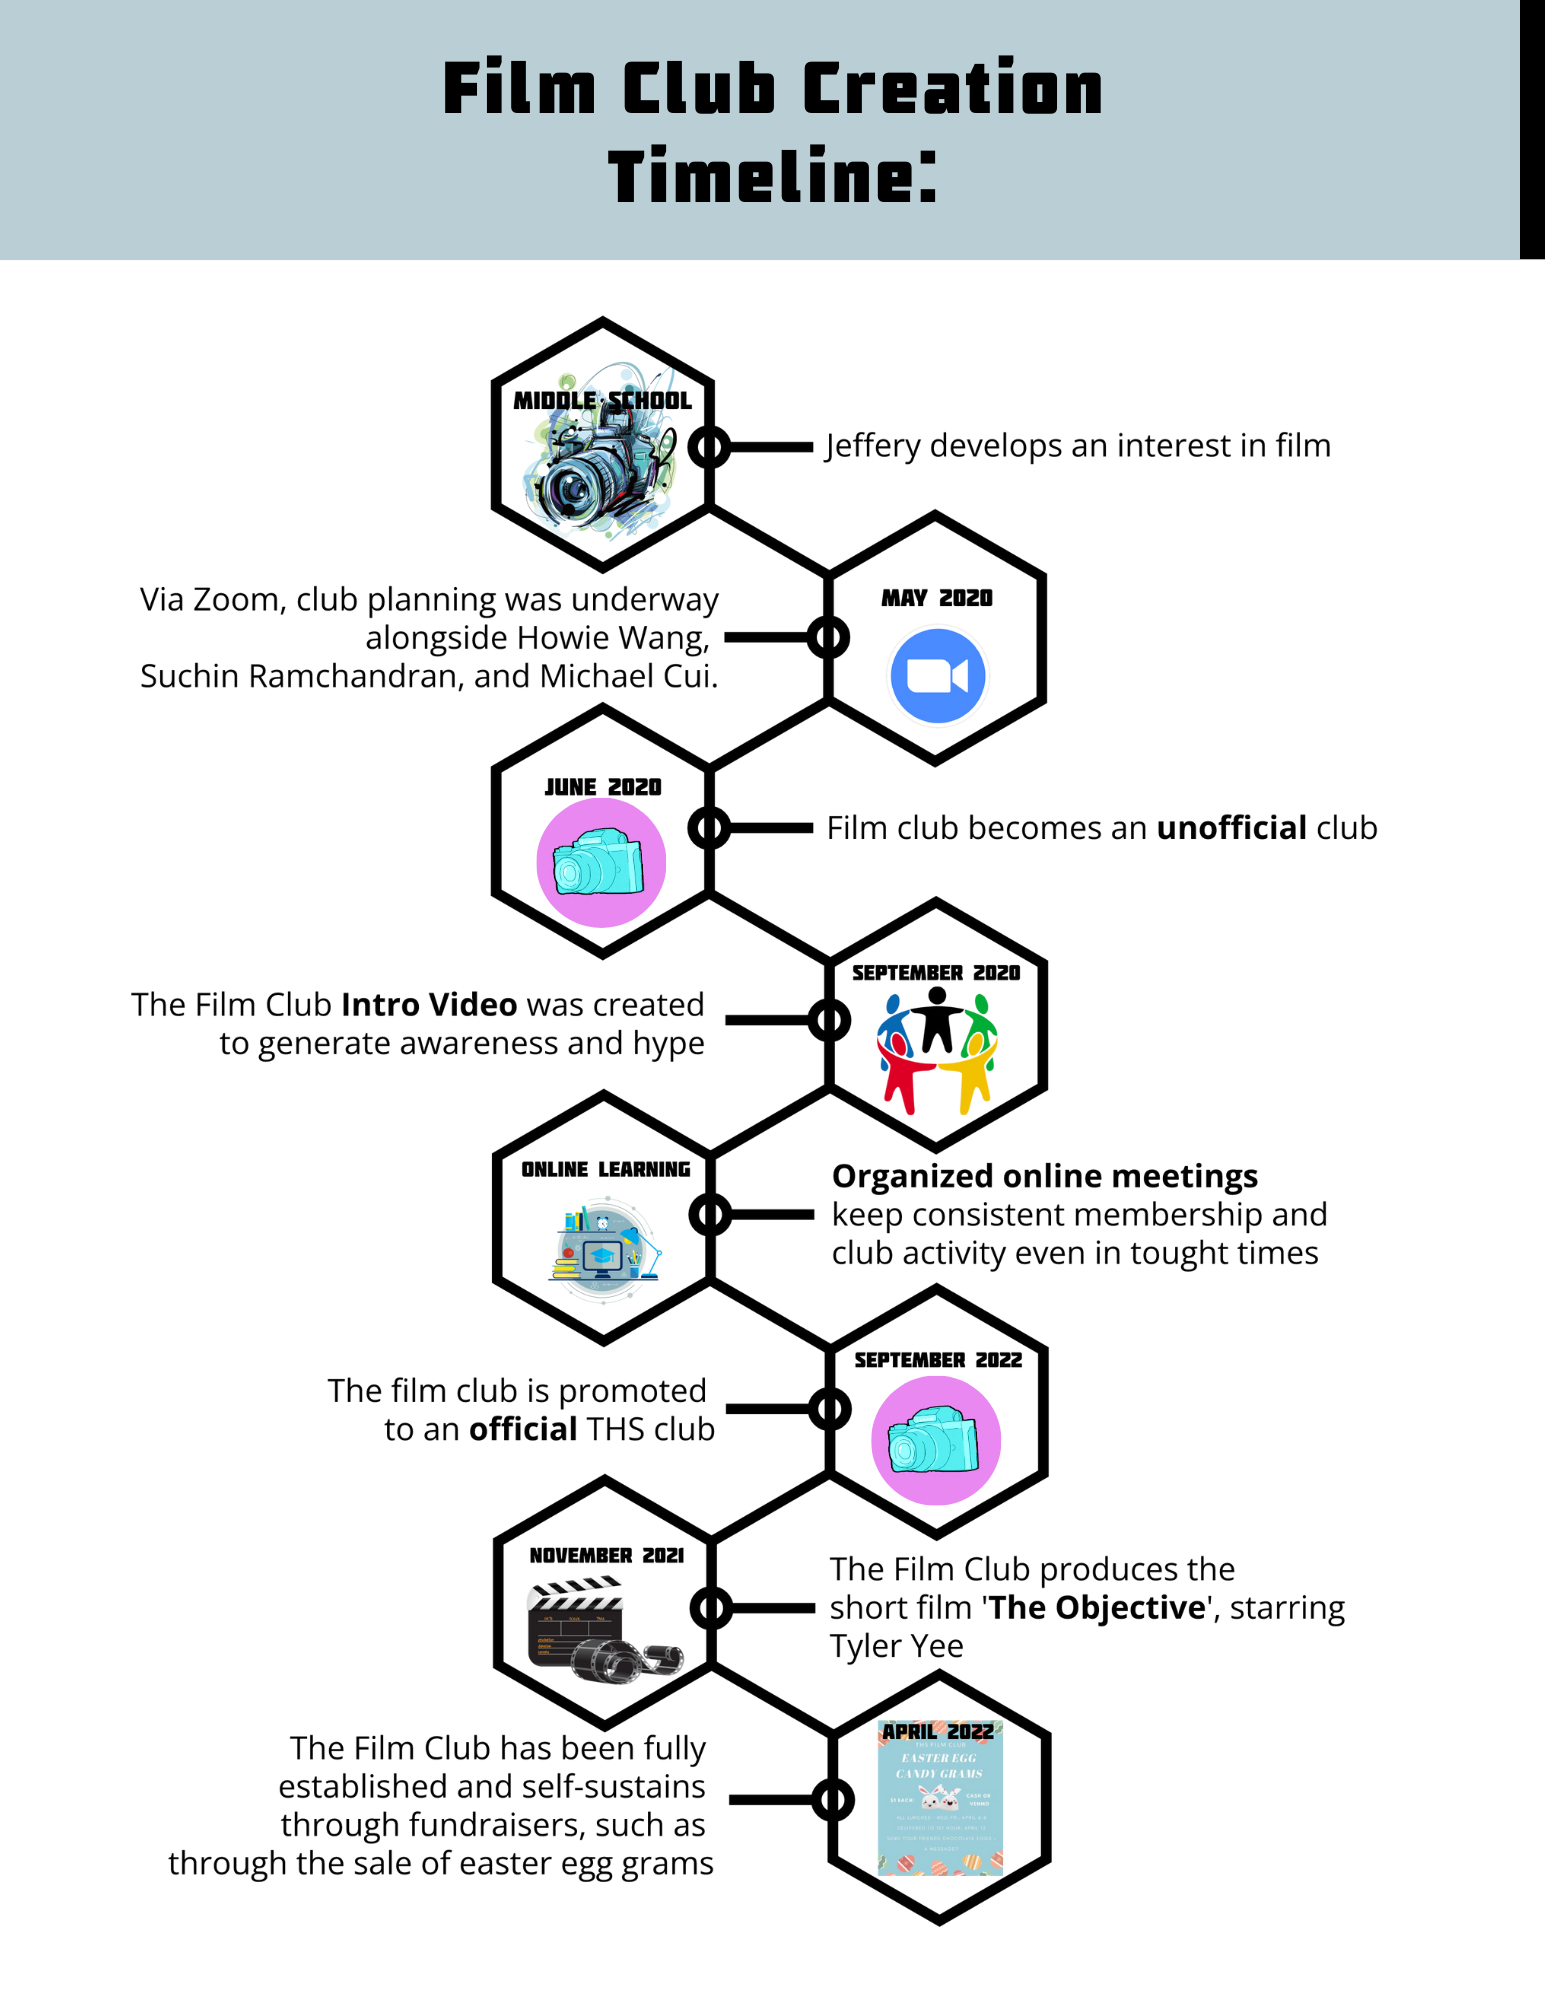 Film Club Creation
Timeline:
MIDDLE SCHOOL
Jeffery develops an interest in film
MAY 2020
Via Zoom, club planning was underway
alongside Howie Wang,
Suchin Ramchandran, and Michael Cui.
JUNE 2020
Film club becomes an unofficial club
SEPTEMBER 2020
The Film Club Intro Video was created
to generate awareness and hype
ONLINE LEARNING
Organized online meetings
keep consistent membership and
club activity even in tought times
SEPTEMBER 2022
The film club is promoted
to an official THS club
NOVEMBER 2021
The Film Club produces the
short film 'The Objective', starring
Tyler Yee
APRIL 2022
THS FILM CLUB
EASTER EGG
CANDY GRAMS
$1 EACH
CASH OR
VENMO
The Film Club has been fully
established and self-sustains
through fundraisers, such as
through the sale of easter egg grams